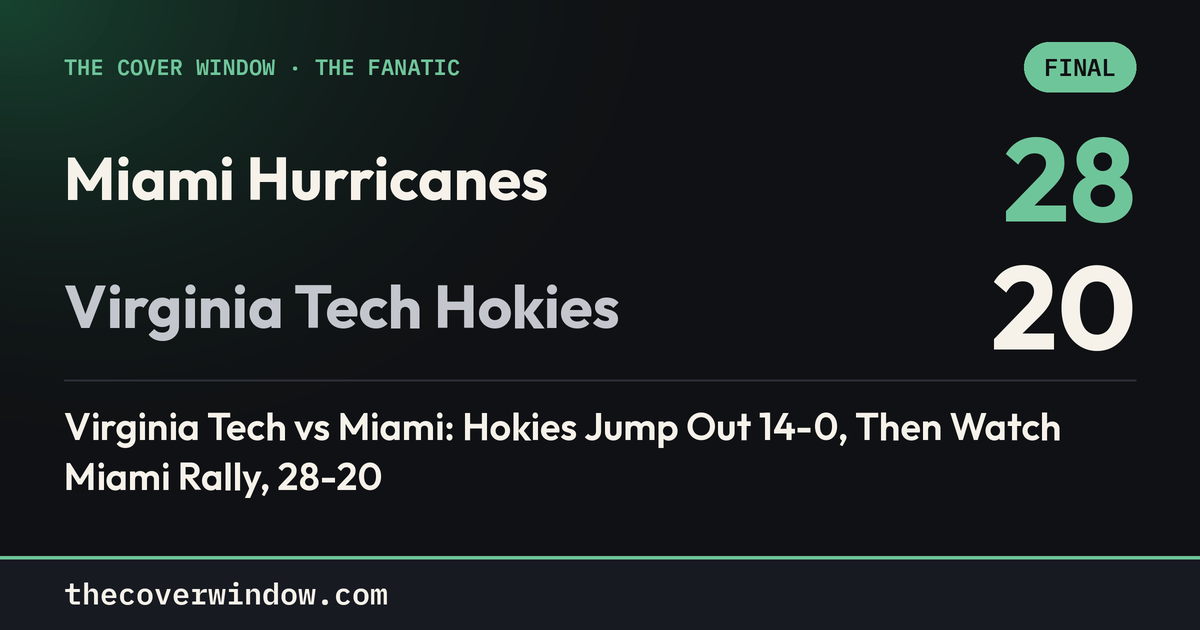 THE COVER WINDOW · THE FANATIC
FINAL
Miami Hurricanes
28
Virginia Tech Hokies
20
Virginia Tech vs Miami: Hokies Jump Out 14-0, Then Watch
Miami Rally, 28-20
thecoverwindow.com